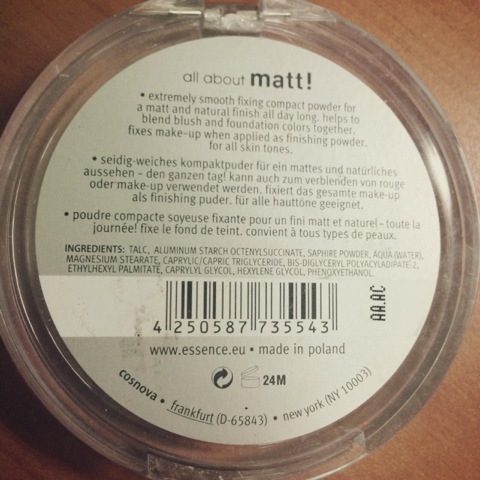 all about matt!
• extremely smooth fixing compact powder for
a matt and natural finish all day long. helps to
blend blush and foundation colors together.
fixes make-up when applied as finishing powder.
for all skin tones.
• seidig-weiches kompaktpuder für ein mattes und natürliches
aussehen - den ganzen tag! kann auch zum verblenden von rouge
oder make-up verwendet werden. fixiert das gesamte make-up
als finishing puder. für alle hauttöne geeignet.
• poudre compacte soyeuse fixante pour un fini matt et naturel - toute la
journée! fixe le fond de teint. convient à tous types de peaux.
INGREDIENTS: TALC, ALUMINUM STARCH OCTENYLSUCCINATE, SAPHIRE POWDER, AQUA (WATER),
MAGNESIUM STEARATE, CAPRYLIC/CAPRIC TRIGLYCERIDE, BIS-DIGLYCERYL POLYACYLADIPATE-2,
ETHYLHEXYL PALMITATE, CAPRYLYL GLYCOL, HEXYLENE GLYCOL, PHENOXYETHANOL.
AA.AC
4 250587 735543
www.essence.eu • made in poland
24M
cosnova • frankfurt (D-65843) • new york (NY 10003)